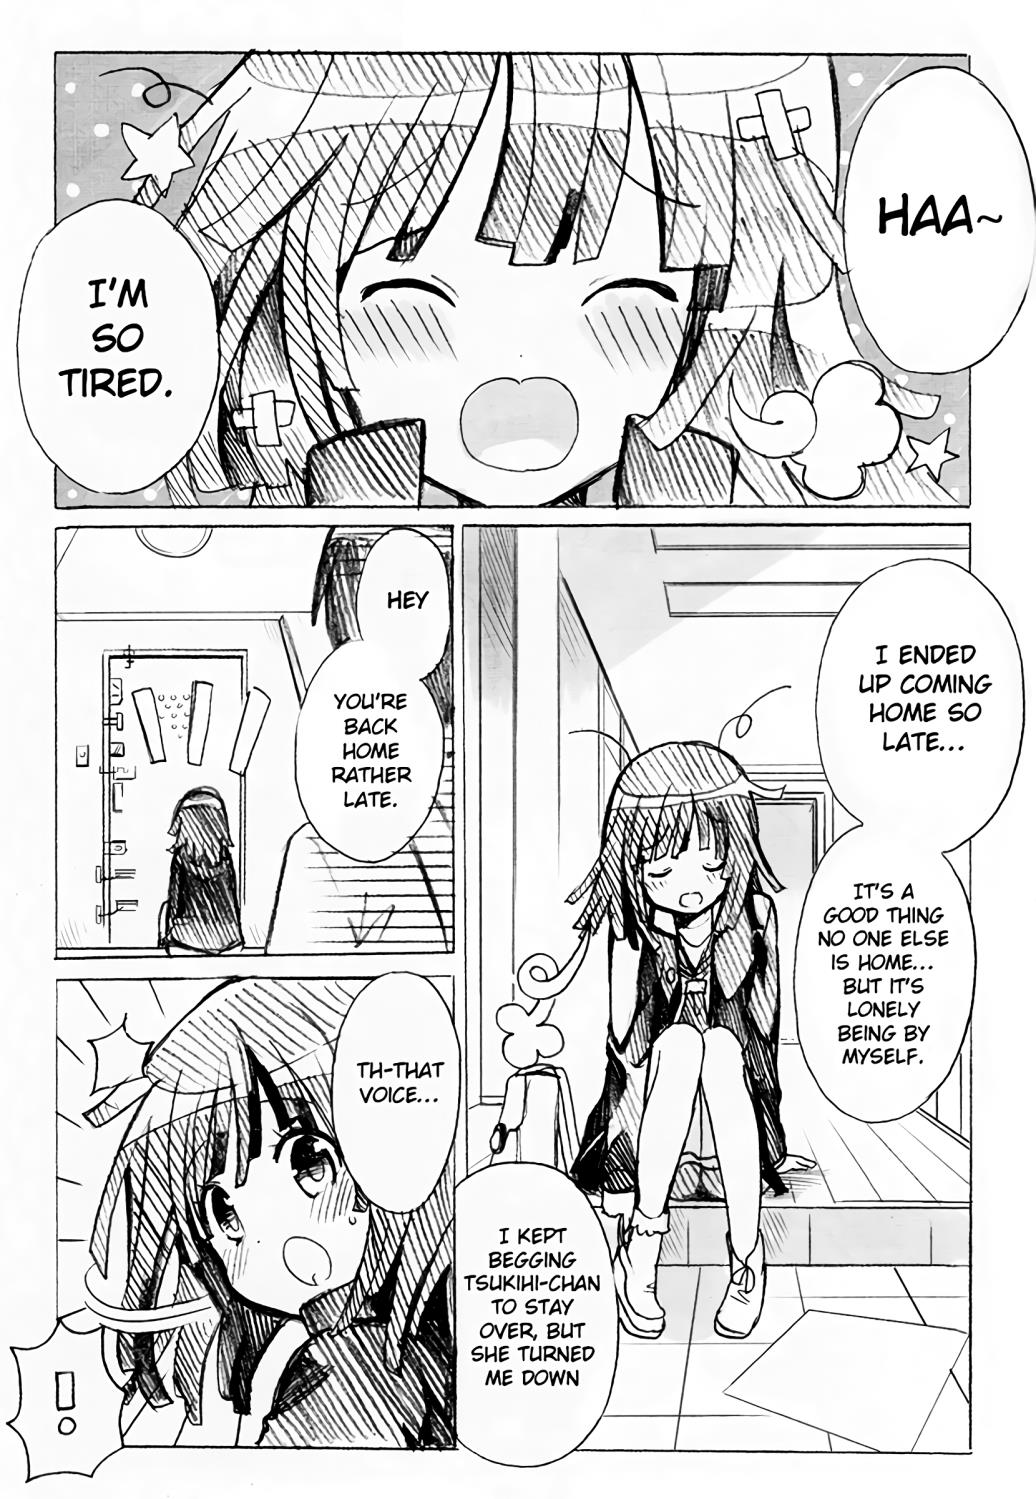 HAA~
I'M
SO
TIRED.
I ENDED
UP COMING
HOME SO
LATE...
IT'S A
GOOD THING
NO ONE ELSE
IS HOME...
BUT IT'S
LONELY
BEING BY
MYSELF.
I KEPT
BEGGING
TSUKIHI-CHAN
TO STAY
OVER, BUT
SHE TURNED
ME DOWN
HEY
YOU'RE
BACK
HOME
RATHER
LATE.
TH-THAT
VOICE...
!